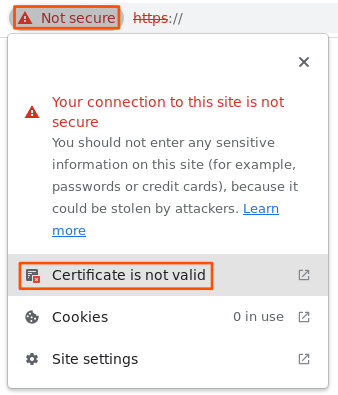 Not secure https://
Your connection to this site is not
secure
You should not enter any sensitive
information on this site (for example,
passwords or credit cards), because it
could be stolen by attackers. Learn
more
Certificate is not valid
Cookies 0 in use
Site settings